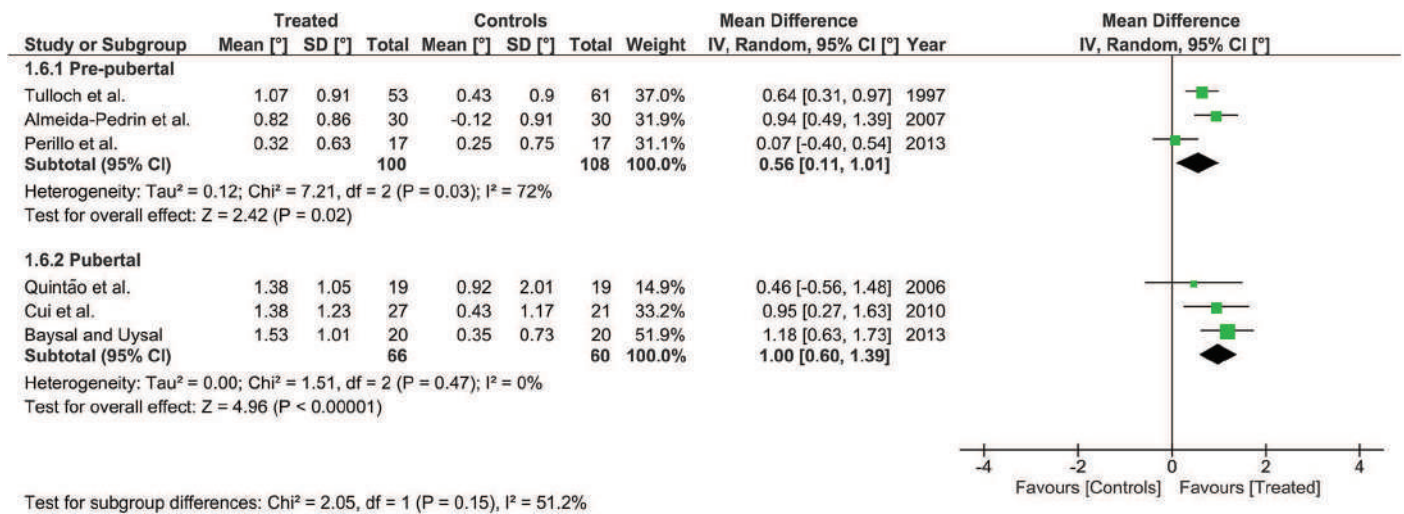 Treated Controls Mean Difference Mean Difference
Study or Subgroup Mean [°] SD [°] Total Mean [°] SD [°] Total Weight IV, Random, 95% CI [°] Year IV, Random, 95% CI [°]
1.6.1 Pre-pubertal
Tulloch et al. 1.07 0.91 53 0.43 0.9 61 37.0% 0.64 [0.31, 0.97] 1997
Almeida-Pedrin et al. 0.82 0.86 30 -0.12 0.91 30 31.9% 0.94 [0.49, 1.39] 2007
Perillo et al. 0.32 0.63 17 0.25 0.75 17 31.1% 0.07 [-0.40, 0.54] 2013
Subtotal (95% CI) 100 108 100.0% 0.56 [0.11, 1.01]
Heterogeneity: Tau² = 0.12; Chi² = 7.21, df = 2 (P = 0.03); I² = 72%
Test for overall effect: Z = 2.42 (P = 0.02)
1.6.2 Pubertal
Quintão et al. 1.38 1.05 19 0.92 2.01 19 14.9% 0.46 [-0.56, 1.48] 2006
Cui et al. 1.38 1.23 27 0.43 1.17 21 33.2% 0.95 [0.27, 1.63] 2010
Baysal and Uysal 1.53 1.01 20 0.35 0.73 20 51.9% 1.18 [0.63, 1.73] 2013
Subtotal (95% CI) 66 60 100.0% 1.00 [0.60, 1.39]
Heterogeneity: Tau² = 0.00; Chi² = 1.51, df = 2 (P = 0.47); I² = 0%
Test for overall effect: Z = 4.96 (P < 0.00001)
-4 -2 0 2 4
Favours [Controls] Favours [Treated]
Test for subgroup differences: Chi² = 2.05, df = 1 (P = 0.15), I² = 51.2%